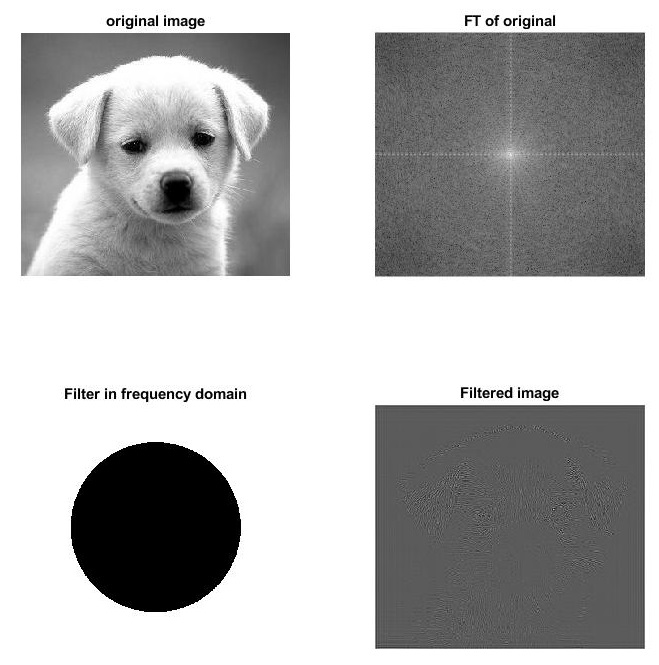 original image
FT of original
Filter in frequency domain
Filtered image